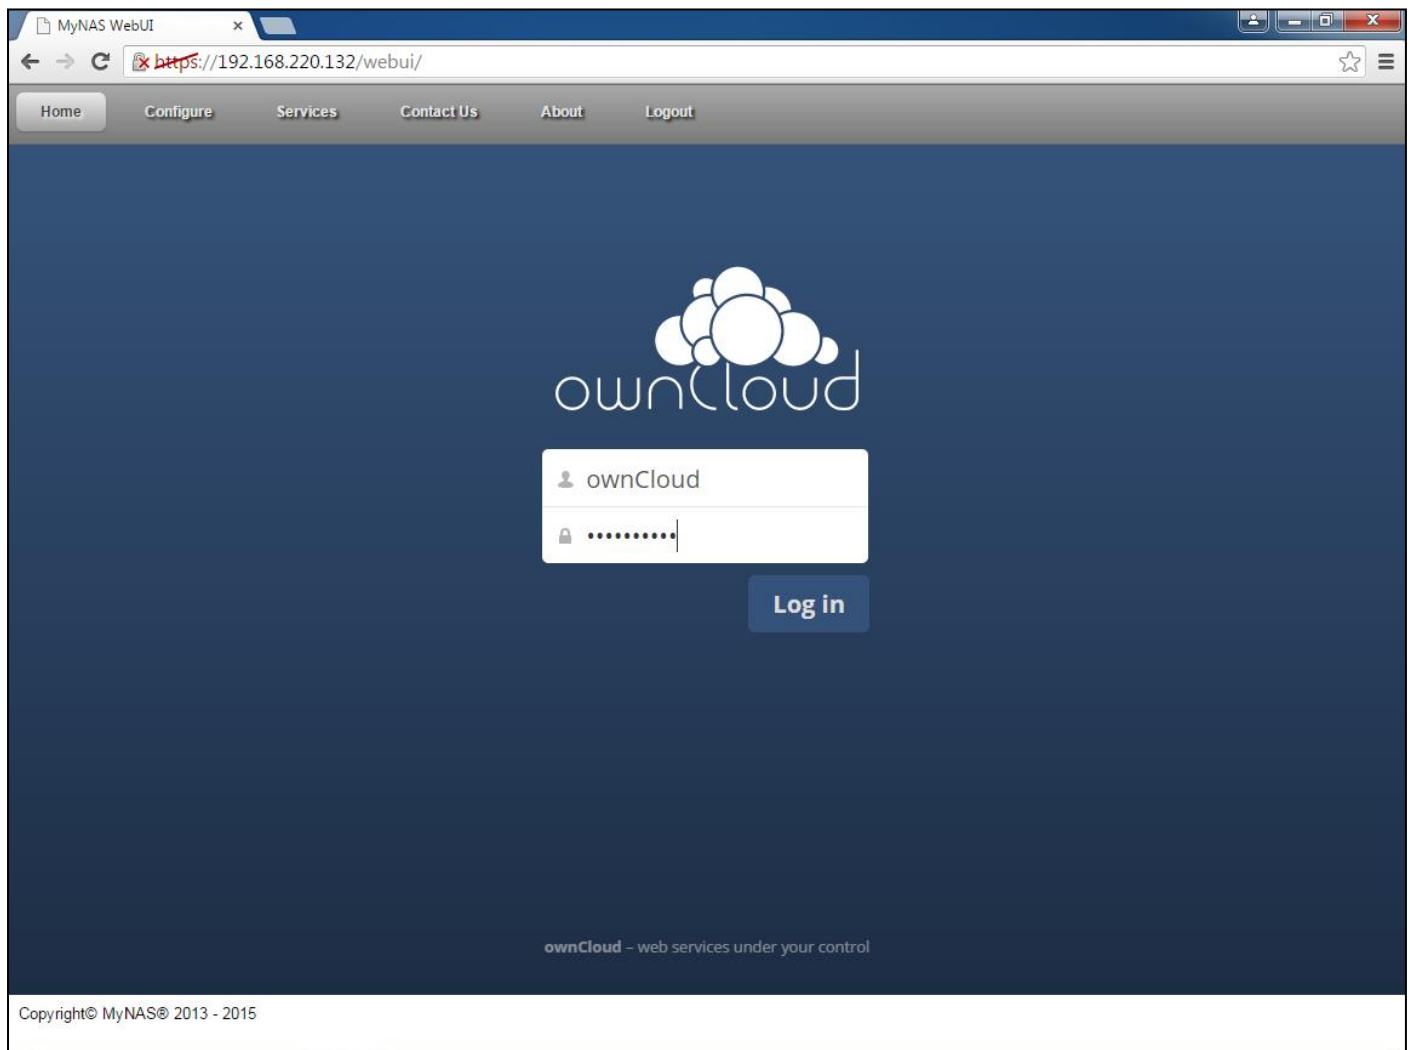 MyNAS WebUI
https://192.168.220.132/webui/
Home Configure Services Contact Us About Logout
ownCloud
ownCloud
••••••••••
Log in
ownCloud – web services under your control
Copyright© MyNAS® 2013 - 2015